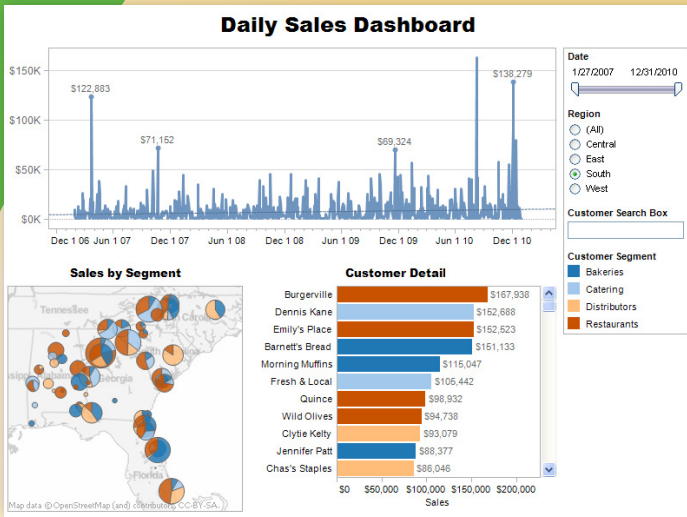 Daily Sales Dashboard
$150K
$100K
$50K
$0K
$122,883
$71,152
$69,324
$138,279
Dec 1 06 Jun 1 07 Dec 1 07 Jun 1 08 Dec 1 08 Jun 1 09 Dec 1 09 Jun 1 10 Dec 1 10
Date
1/27/2007 12/31/2010
Region
(All)
Central
East
South
West
Customer Search Box
Customer Segment
Bakeries
Catering
Distributors
Restaurants
Sales by Segment
Tennessee
Georgia
Florida
Map data © OpenStreetMap (and) contributors, CC-BY-SA.
Customer Detail
Burgerville $167,938
Dennis Kane $152,688
Emily's Place $152,523
Barnett's Bread $151,133
Morning Muffins $115,047
Fresh & Local $105,442
Quince $98,932
Wild Olives $94,738
Clytie Kelty $93,079
Jennifer Patt $88,377
Chas's Staples $86,046
$0 $50,000 $100,000 $150,000 $200,000
Sales